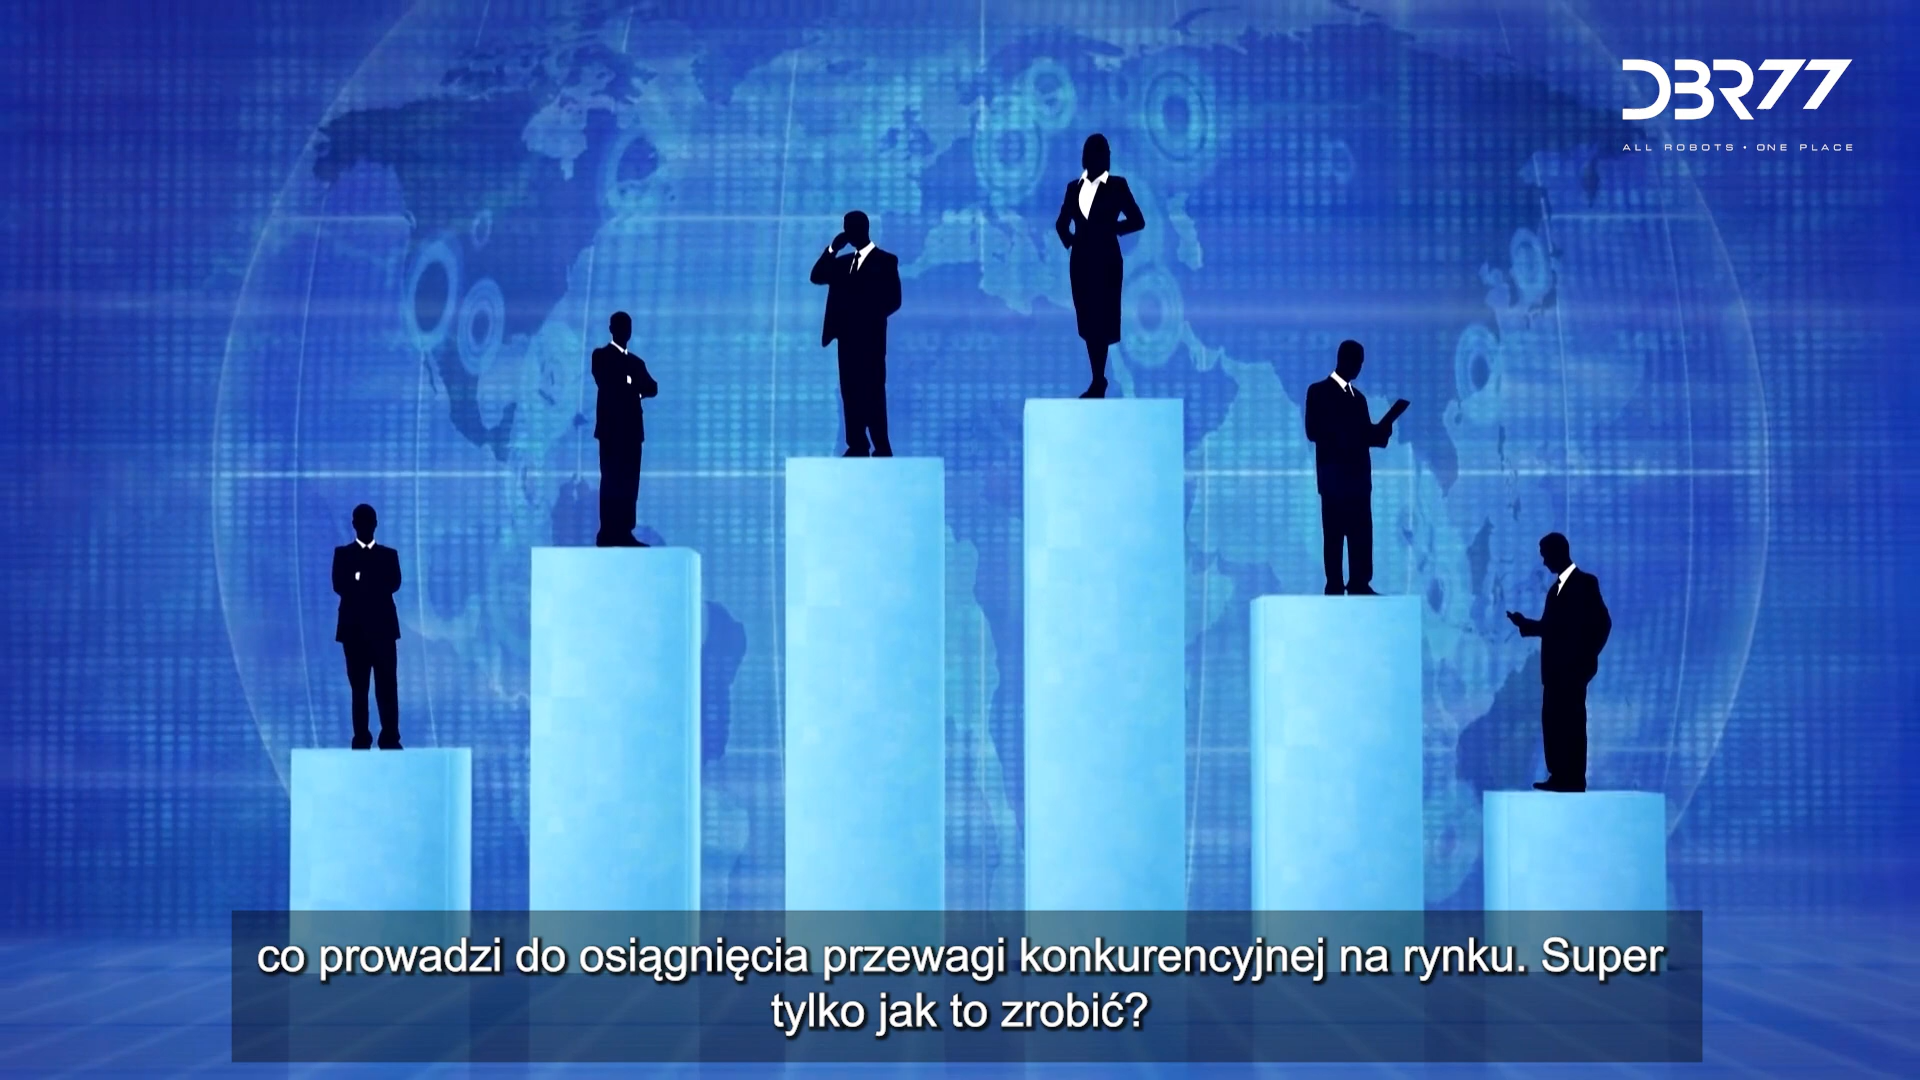 DBR77
ALL ROBOTS • ONE PLACE
co prowadzi do osiągnięcia przewagi konkurencyjnej na rynku. Super
tylko jak to zrobić?